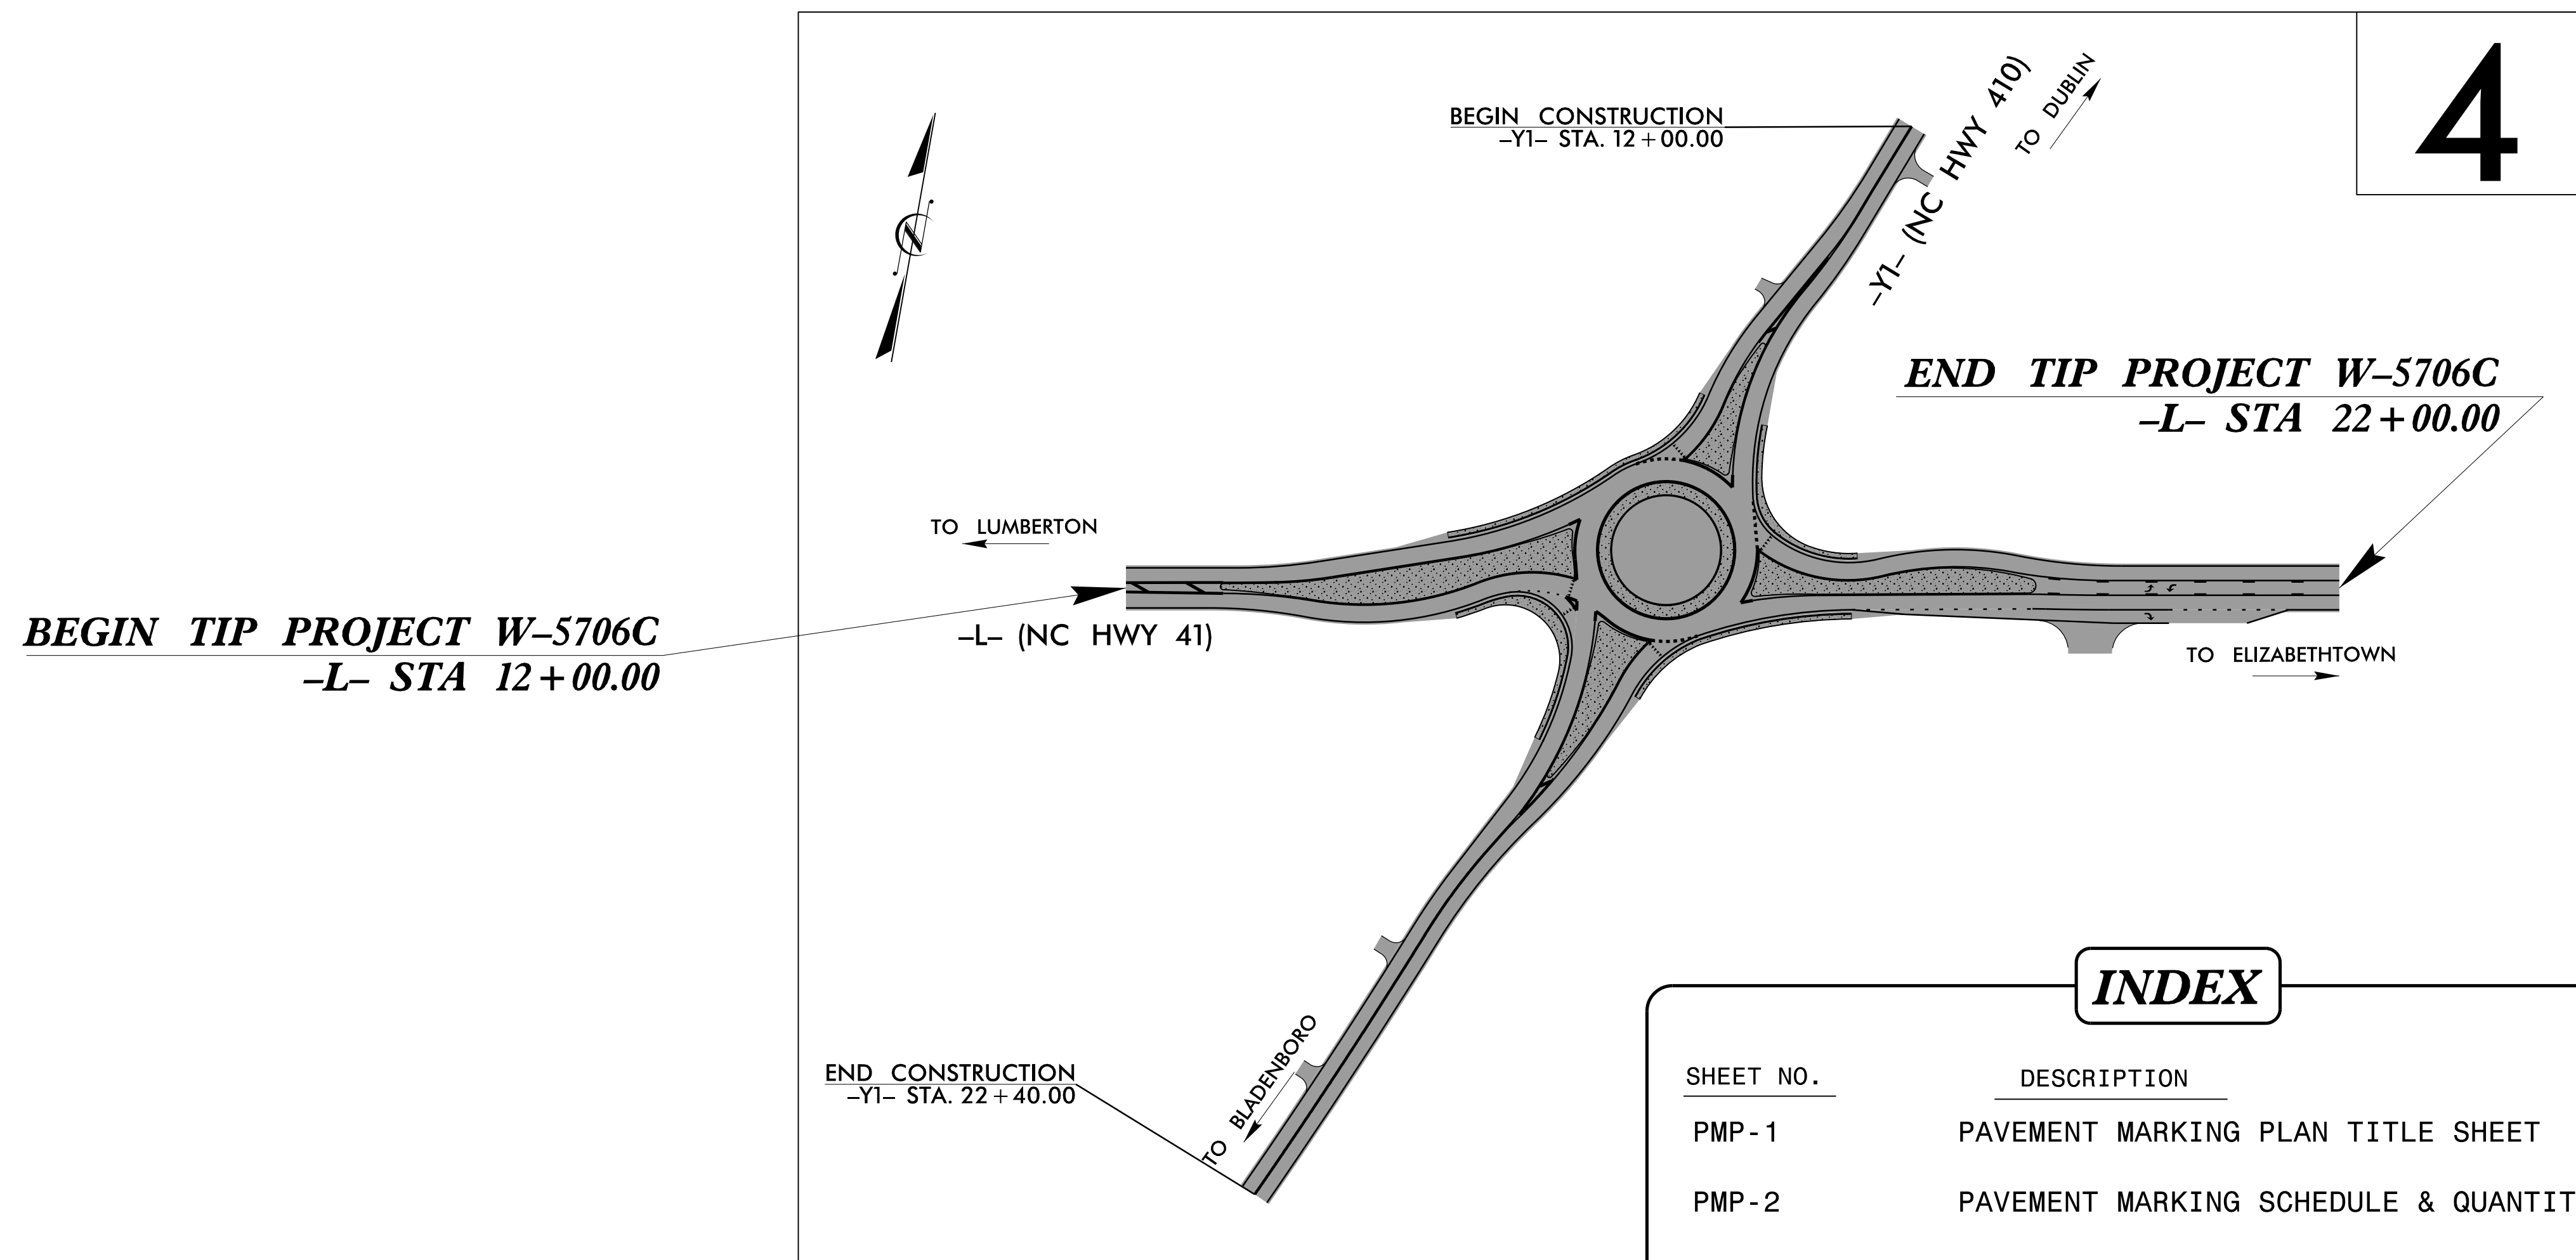 4
BEGIN CONSTRUCTION
–Y1– STA. 12+00.00
–Y1– (NC HWY 410)
TO DUBLIN
END TIP PROJECT W–5706C
–L– STA 22+00.00
TO LUMBERTON
–L– (NC HWY 41)
BEGIN TIP PROJECT W–5706C
–L– STA 12+00.00
TO ELIZABETHTOWN
END CONSTRUCTION
–Y1– STA. 22+40.00
TO BLADENBORO
INDEX
SHEET NO. DESCRIPTION
PMP-1 PAVEMENT MARKING PLAN TITLE SHEET
PMP-2 PAVEMENT MARKING SCHEDULE & QUANTIT